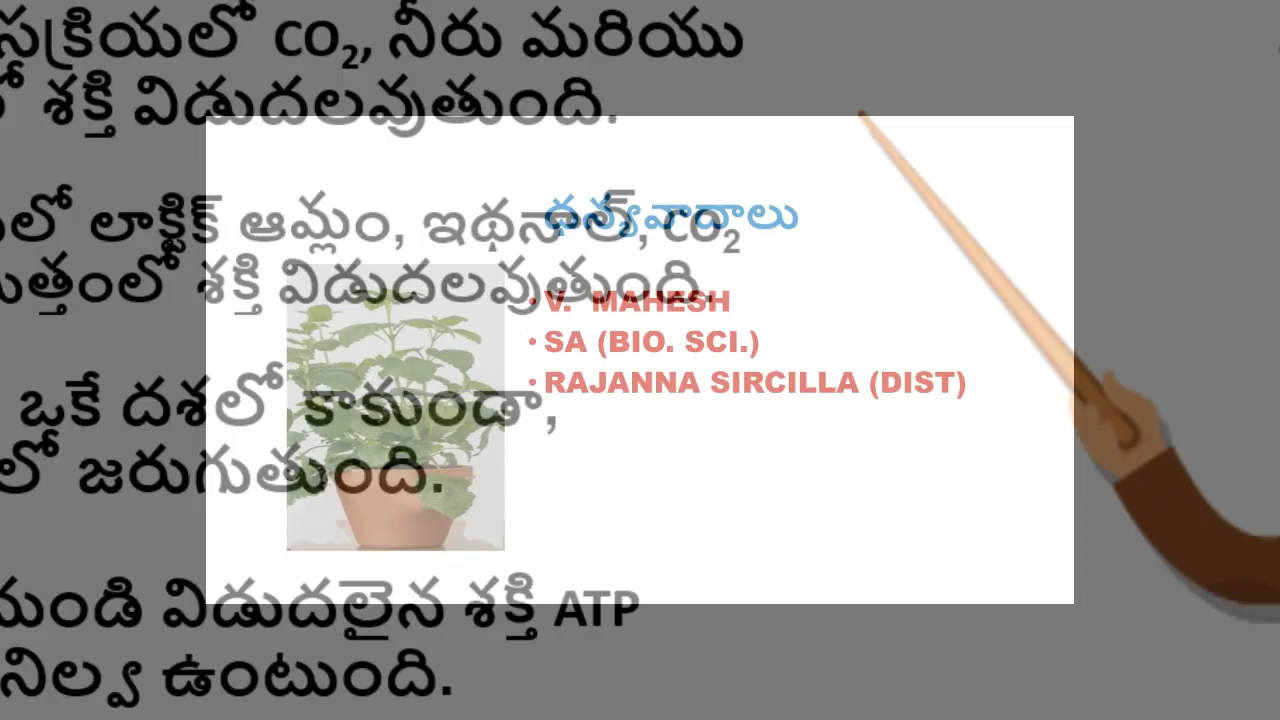 సక్రియలో CO₂, నీరు మరియు
శక్తి విడుదలవుతుంది.
లో లాక్టిక్ ఆమ్లం, ఇథనాల్, CO₂
త్తంలో శక్తి విడుదలవుతుంది.
ఒకే దశలో కాకుండా,
లో జరుగుతుంది.
నుండి విడుదలైన శక్తి ATP
నిల్వ ఉంటుంది.
ధన్యవాదాలు
• V. MAHESH
• SA (BIO. SCI.)
• RAJANNA SIRCILLA (DIST)